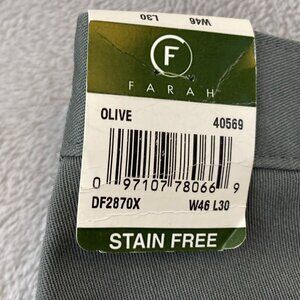 W46 L30
F
FARAH
OLIVE 40569
0 97107 78066 9
DF2870X W46 L30
STAIN FREE